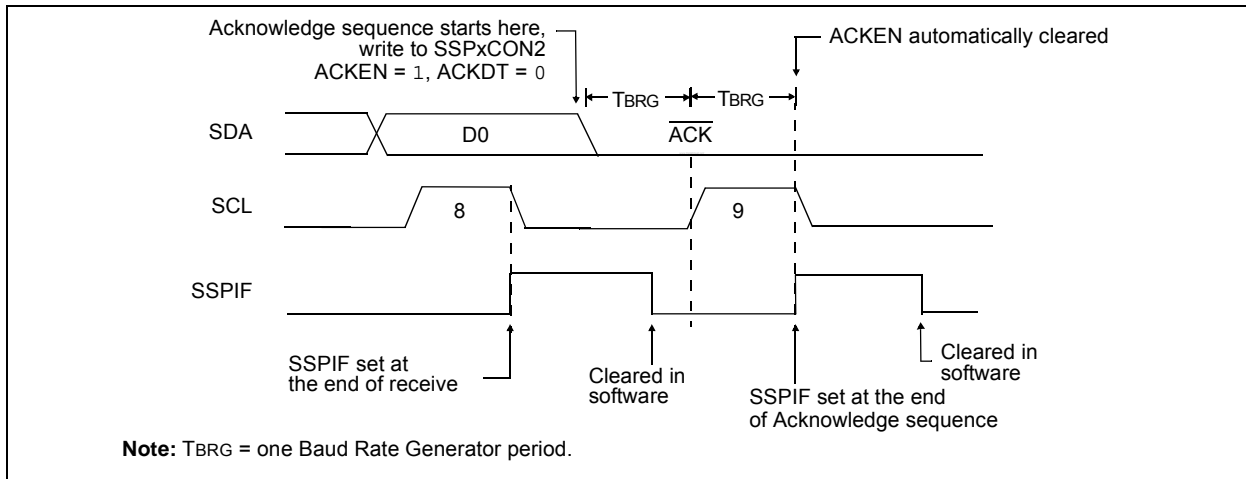 Acknowledge sequence starts here,
write to SSPxCON2
ACKEN = 1, ACKDT = 0
ACKEN automatically cleared
TBRG
TBRG
SDA
D0
ACK
SCL
8
9
SSPIF
SSPIF set at
the end of receive
Cleared in
software
SSPIF set at the end
of Acknowledge sequence
Cleared in
software
Note: TBRG = one Baud Rate Generator period.